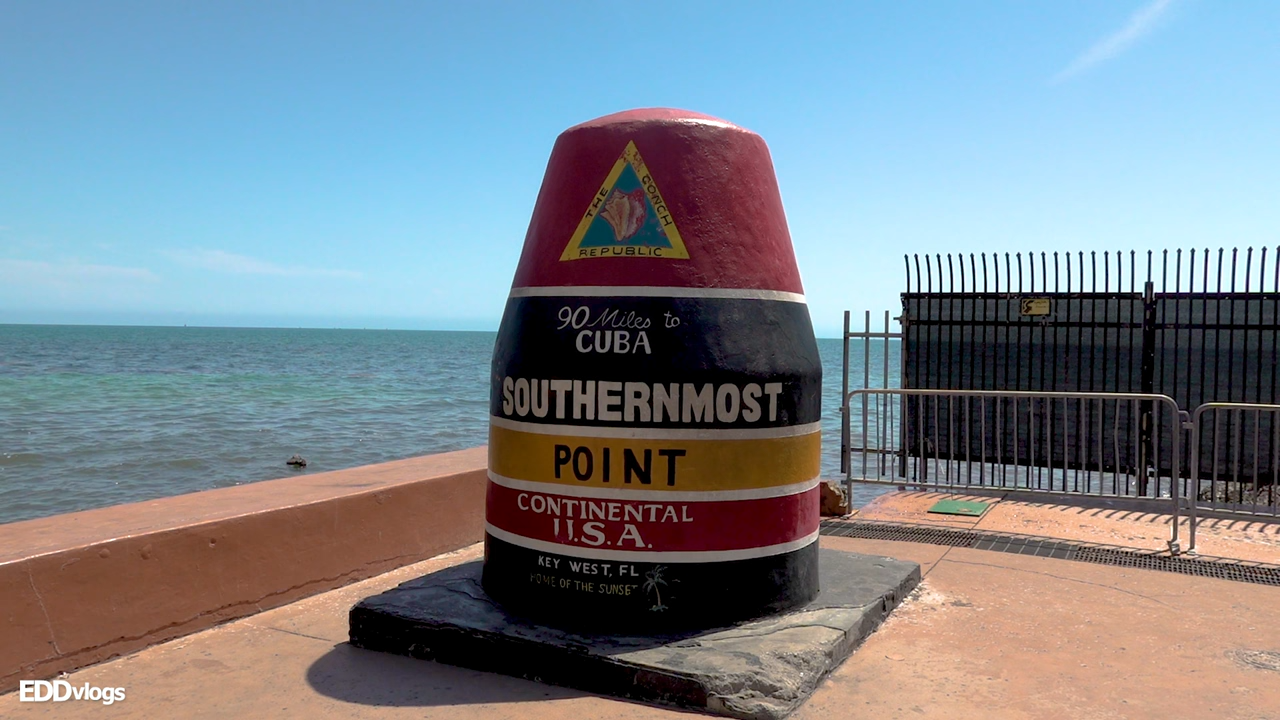 THE CONCH
REPUBLIC
90 Miles to
CUBA
SOUTHERNMOST
POINT
CONTINENTAL
U.S.A.
KEY WEST, FL
HOME OF THE SUNSET
EDDvlogs